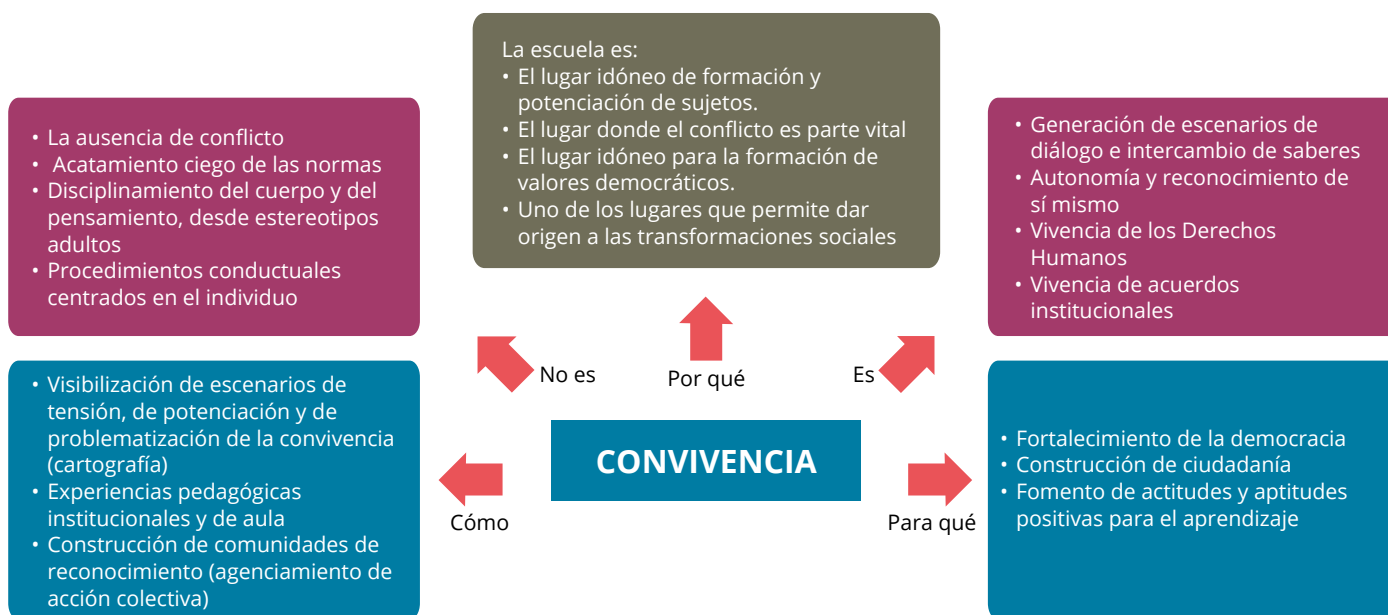 La escuela es:
• El lugar idóneo de formación y
potenciación de sujetos.
• El lugar donde el conflicto es parte vital
• El lugar idóneo para la formación de
valores democráticos.
• Uno de los lugares que permite dar
origen a las transformaciones sociales
• La ausencia de conflicto
• Acatamiento ciego de las normas
• Disciplinamiento del cuerpo y del
pensamiento, desde estereotipos
adultos
• Procedimientos conductuales
centrados en el individuo
• Generación de escenarios de
diálogo e intercambio de saberes
• Autonomía y reconocimiento de
sí mismo
• Vivencia de los Derechos
Humanos
• Vivencia de acuerdos
institucionales
No es
Por qué
Es
• Visibilización de escenarios de
tensión, de potenciación y de
problematización de la convivencia
(cartografía)
• Experiencias pedagógicas
institucionales y de aula
• Construcción de comunidades de
reconocimiento (agenciamiento de
acción colectiva)
CONVIVENCIA
Cómo
Para qué
• Fortalecimiento de la democracia
• Construcción de ciudadanía
• Fomento de actitudes y aptitudes
positivas para el aprendizaje